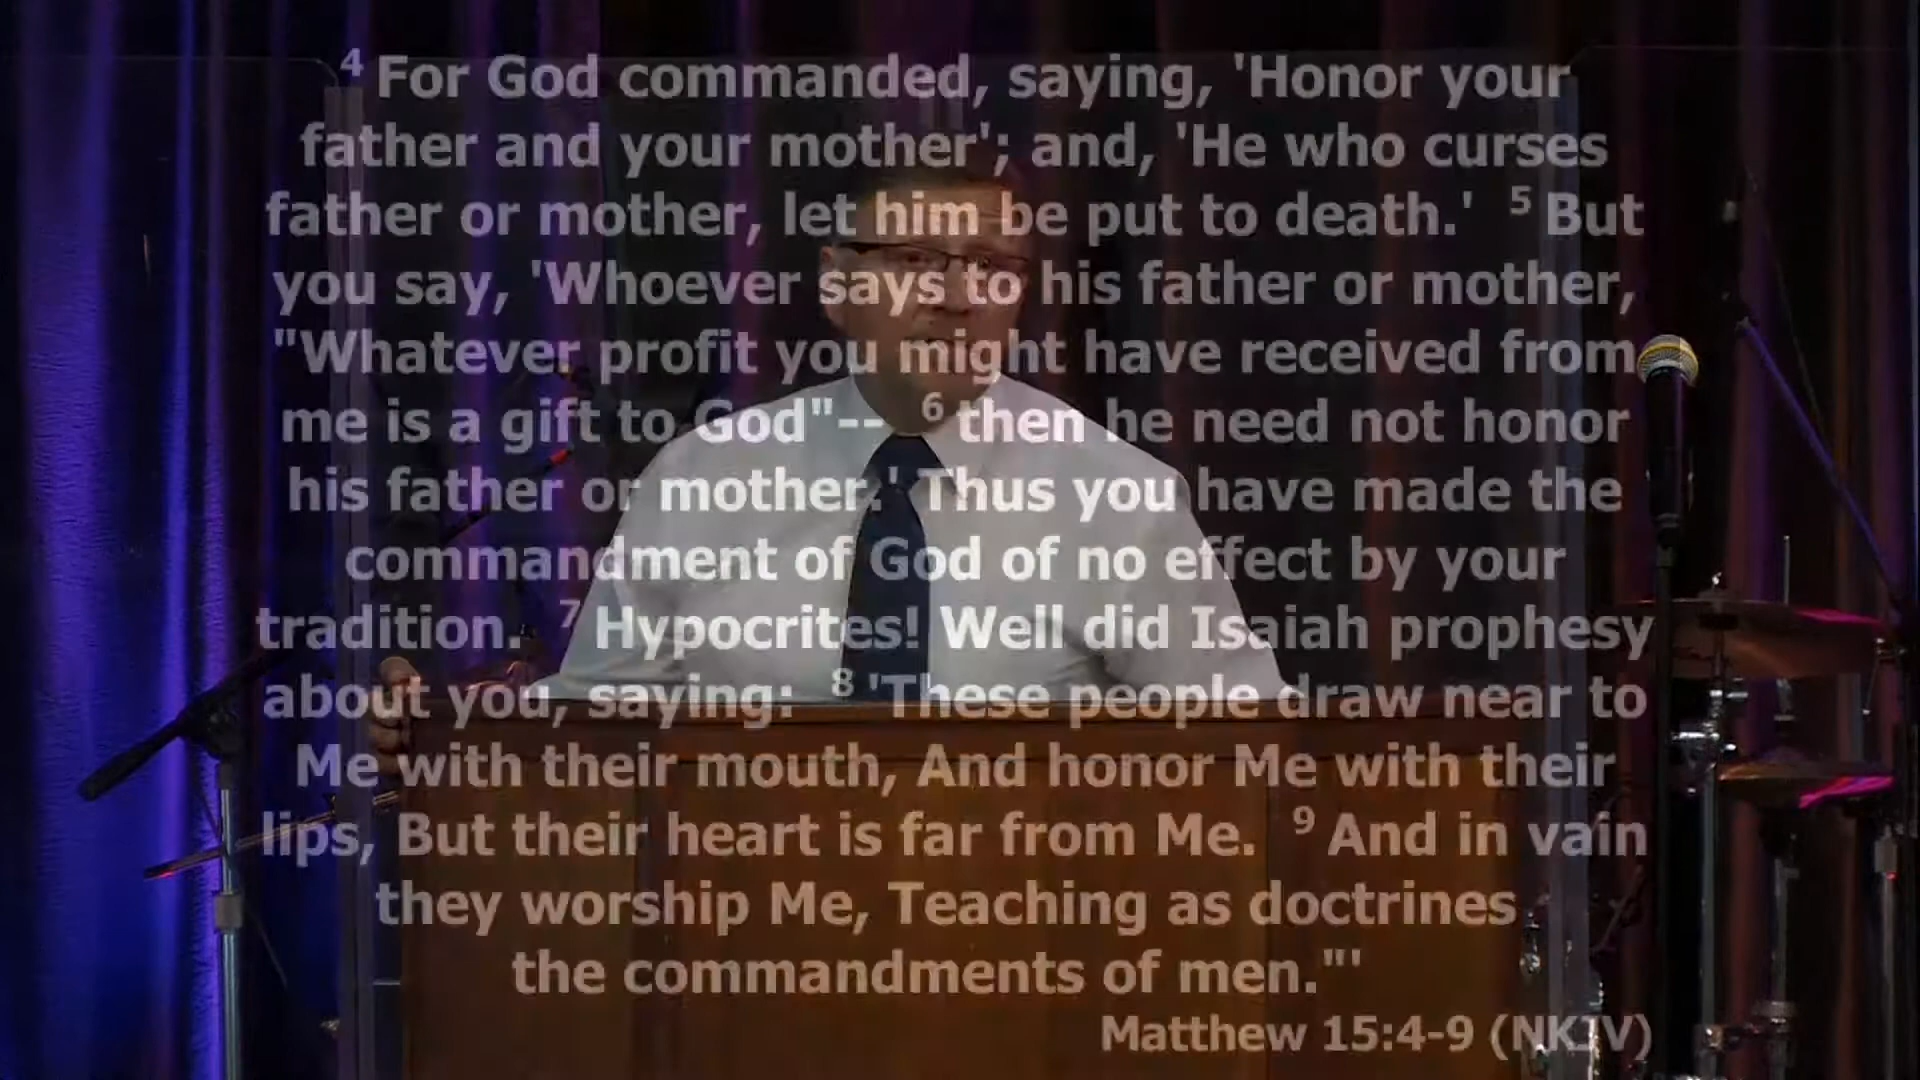 4 For God commanded, saying, 'Honor your
father and your mother'; and, 'He who curses
father or mother, let him be put to death.' 5 But
you say, 'Whoever says to his father or mother,
"Whatever profit you might have received from
me is a gift to God"-- 6 then he need not honor
his father or mother.' Thus you have made the
commandment of God of no effect by your
tradition. 7 Hypocrites! Well did Isaiah prophesy
about you, saying: 8 'These people draw near to
Me with their mouth, And honor Me with their
lips, But their heart is far from Me. 9 And in vain
they worship Me, Teaching as doctrines
the commandments of men."'
Matthew 15:4-9 (NKJV)